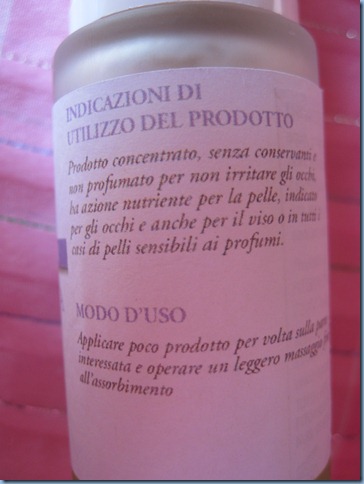 INDICAZIONI DI
UTILIZZO DEL PRODOTTO
Prodotto concentrato, senza conservanti e
non profumato per non irritare gli occhi,
ha azione nutriente per la pelle, indicato
per gli occhi e anche per il viso o in tutti i
casi di pelli sensibili ai profumi.
MODO D'USO
Applicare poco prodotto per volta sulla
interessata e operare un leggero massaggio
all'assorbimento